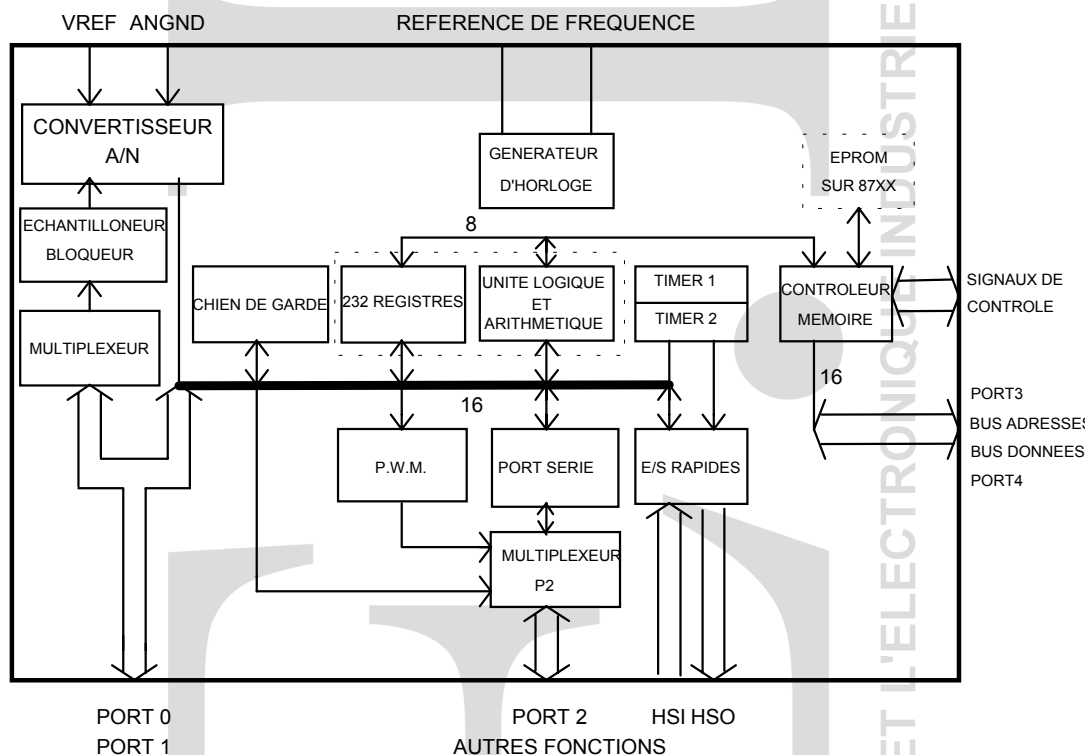 VREF ANGND
REFERENCE DE FREQUENCE
CONVERTISSEUR
A/N
GENERATEUR
D'HORLOGE
EPROM
SUR 87XX
ECHANTILLONEUR
BLOQUEUR
8
CHIEN DE GARDE
232 REGISTRES
UNITE LOGIQUE
ET
ARITHMETIQUE
TIMER 1
TIMER 2
CONTROLEUR
MEMOIRE
SIGNAUX DE
CONTROLE
MULTIPLEXEUR
16
16
PORT3
BUS ADRESSES
BUS DONNEES
PORT4
P.W.M.
PORT SERIE
E/S RAPIDES
MULTIPLEXEUR
P2
PORT 0
PORT 1
PORT 2
AUTRES FONCTIONS
HSI HSO
ET L'ELECTRONIQUE INDUSTRIE